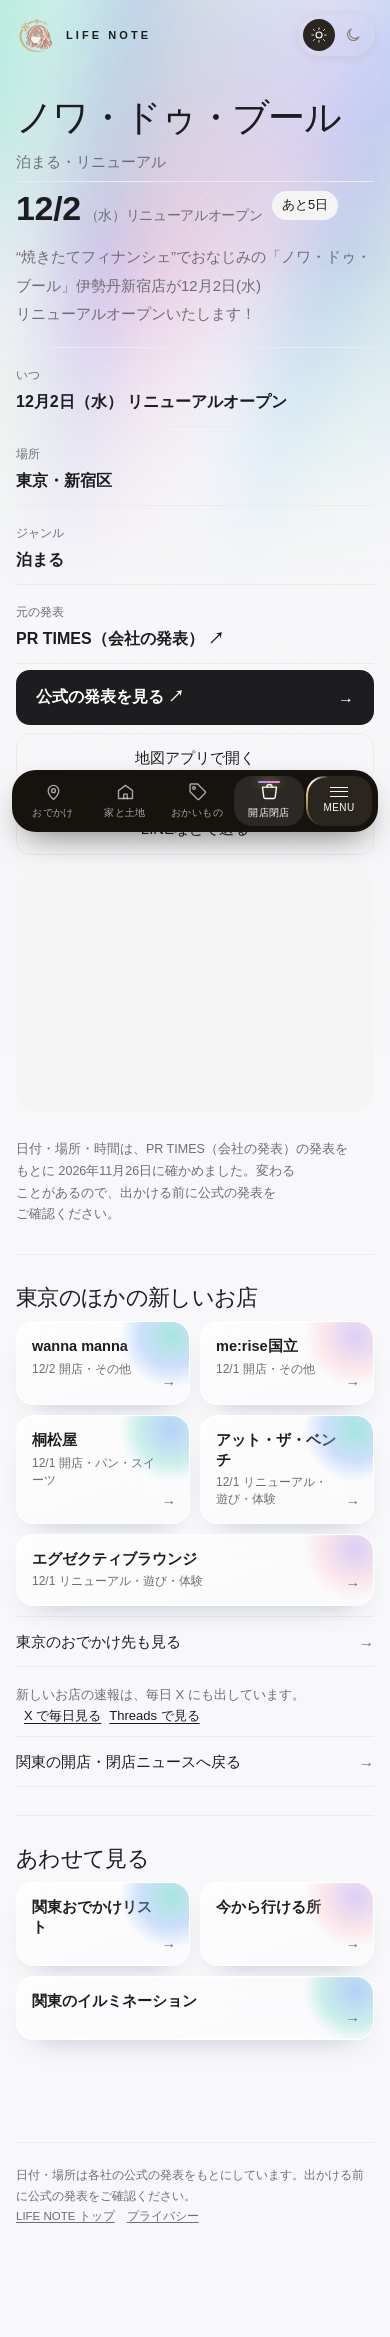 LIFE NOTE
ノワ・ドゥ・ブール
泊まる・リニューアル
12/2 （水）リニューアルオープン あと5日
“焼きたてフィナンシェ”でおなじみの「ノワ・ドゥ・
ブール」伊勢丹新宿店が12月2日(水)
リニューアルオープンいたします！
いつ
12月2日（水） リニューアルオープン
場所
東京・新宿区
ジャンル
泊まる
元の発表
PR TIMES（会社の発表） ↗
公式の発表を見る ↗ →
地図アプリで開く
おでかけ 家と土地 おかいもの 開店閉店 MENU
日付・場所・時間は、PR TIMES（会社の発表）の発表を
もとに 2026年11月26日に確かめました。変わる
ことがあるので、出かける前に公式の発表を
ご確認ください。
東京のほかの新しいお店
wanna manna
12/2 開店・その他
→
me:rise国立
12/1 開店・その他
→
桐松屋
12/1 開店・パン・スイ
ーツ
→
アット・ザ・ベン
チ
12/1 リニューアル・
遊び・体験
→
エグゼクティブラウンジ
12/1 リニューアル・遊び・体験
→
東京のおでかけ先も見る →
新しいお店の速報は、毎日 X にも出しています。
X で毎日見る Threads で見る
関東の開店・閉店ニュースへ戻る →
あわせて見る
関東おでかけリス
ト
→
今から行ける所
→
関東のイルミネーション
→
日付・場所は各社の公式の発表をもとにしています。出かける前
に公式の発表をご確認ください。
LIFE NOTE トップ プライバシー